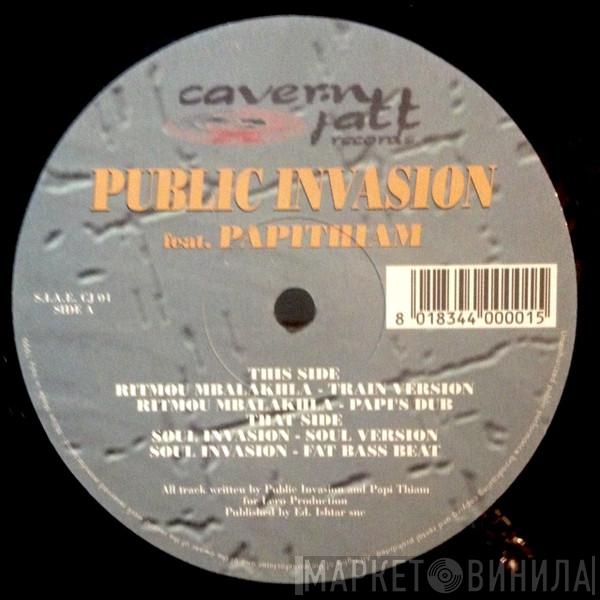 cavern
jatt
records
PUBLIC INVASION
feat. PAPITHIAM
S.I.A.E. CJ 01
SIDE A
8 018344 000015
THIS SIDE
RITMOU MBALAKHLA - TRAIN VERSION
RITMOU MBALAKHLA - PAPI'S DUB
THAT SIDE
SOUL INVASION - SOUL VERSION
SOUL INVASION - FAT BASS BEAT
All track written by Public Invasion and Papi Thiam
for Loro Production
Published by Ed. Ishtar snc
МАРКЕТ ВИНИЛА